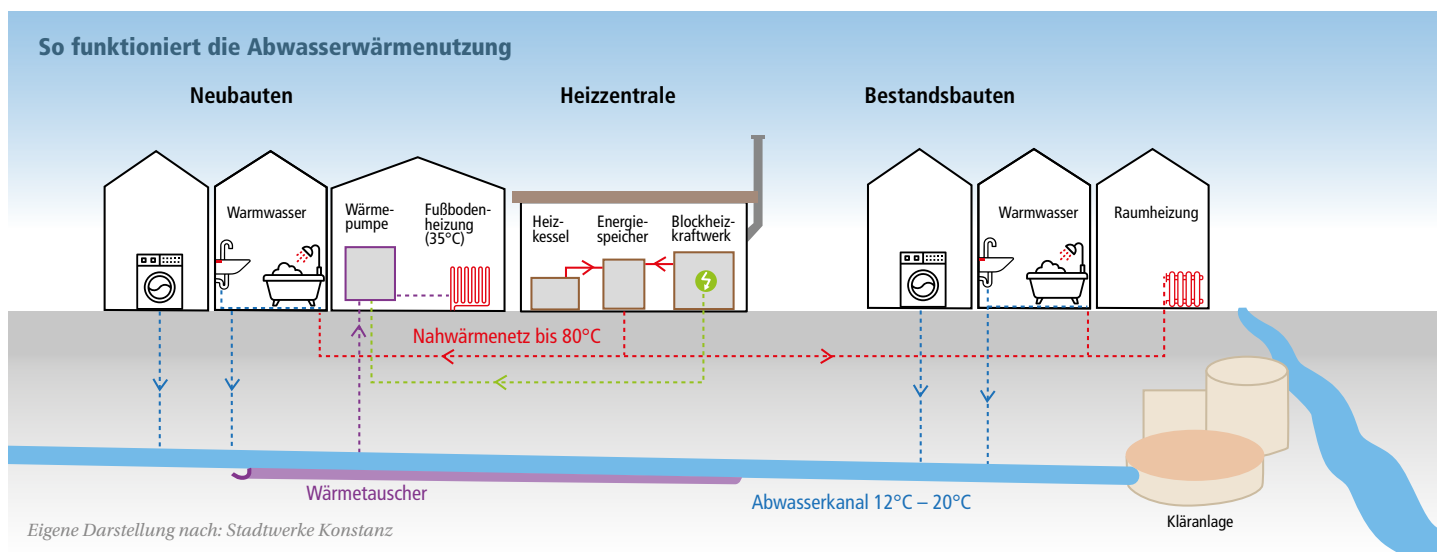 So funktioniert die Abwasserwärmenutzung
Neubauten
Heizzentrale
Bestandsbauten
Warmwasser
Wärme-
pumpe
Fußboden-
heizung
(35°C)
Heiz-
kessel
Energie-
speicher
Blockheiz-
kraftwerk
Warmwasser
Raumheizung
Nahwärmenetz bis 80°C
Wärmetauscher
Abwasserkanal 12°C – 20°C
Kläranlage
Eigene Darstellung nach: Stadtwerke Konstanz